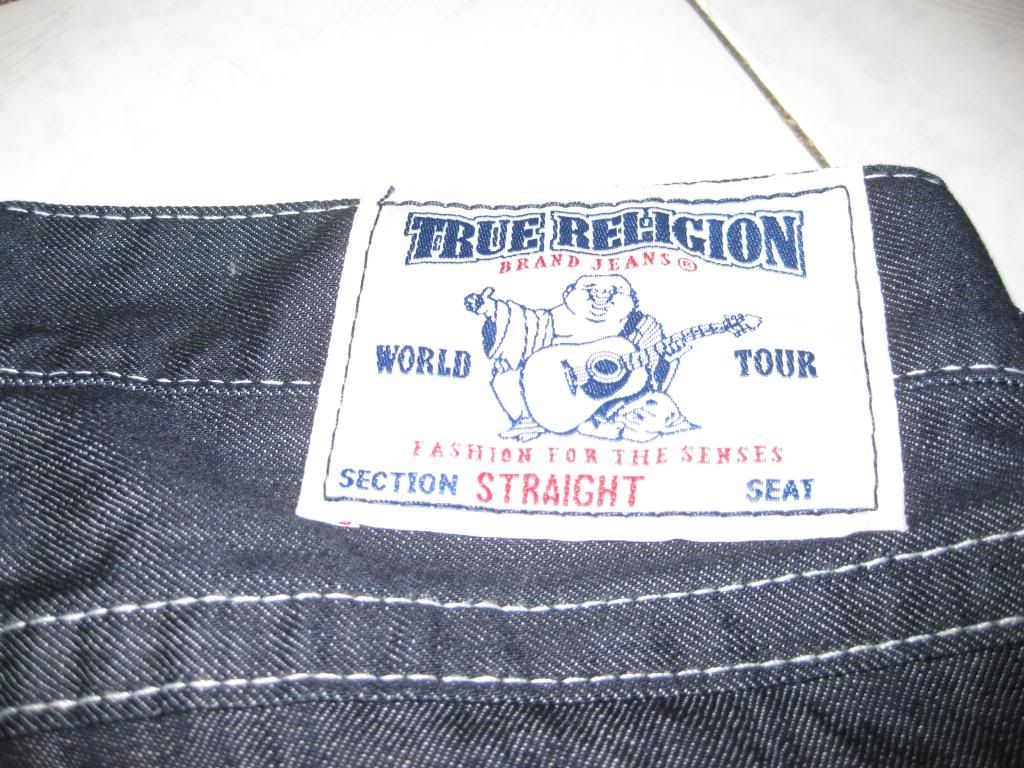 TRUE RELIGION
BRAND JEANS®
WORLD TOUR
FASHION FOR THE SENSES
SECTION STRAIGHT SEAT